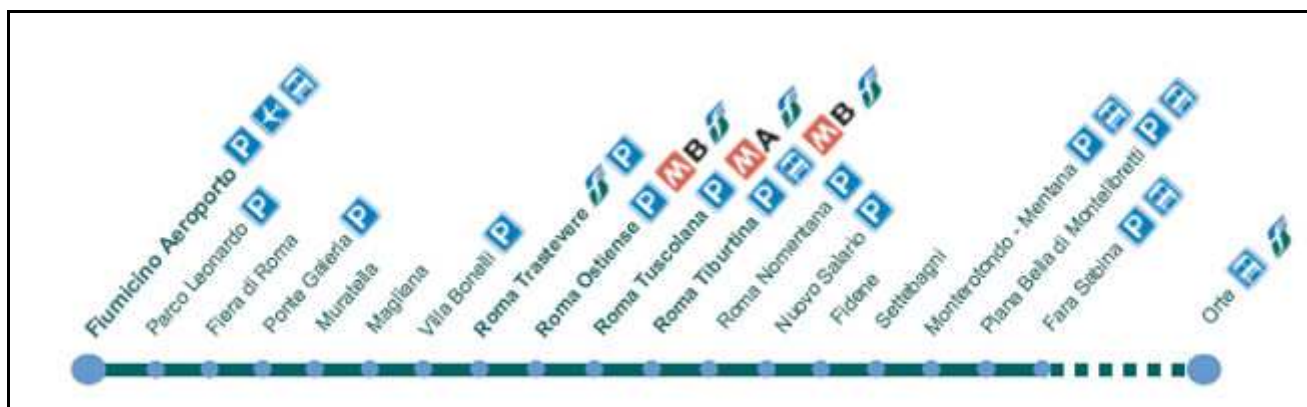 Fiumicino Aeroporto P
Parco Leonardo P
Fiera di Roma
Ponte Galeria P
Muratella
Magliana
Villa Bonelli P
Roma Trastevere P
Roma Ostiense P M B
Roma Tuscolana P M A
Roma Tiburtina P M B
Roma Nomentana P
Nuovo Salario P
Fidene
Settebagni
Monterotondo - Mentana P
Piana Bella di Montelibretti P
Fara Sabina P
Orte